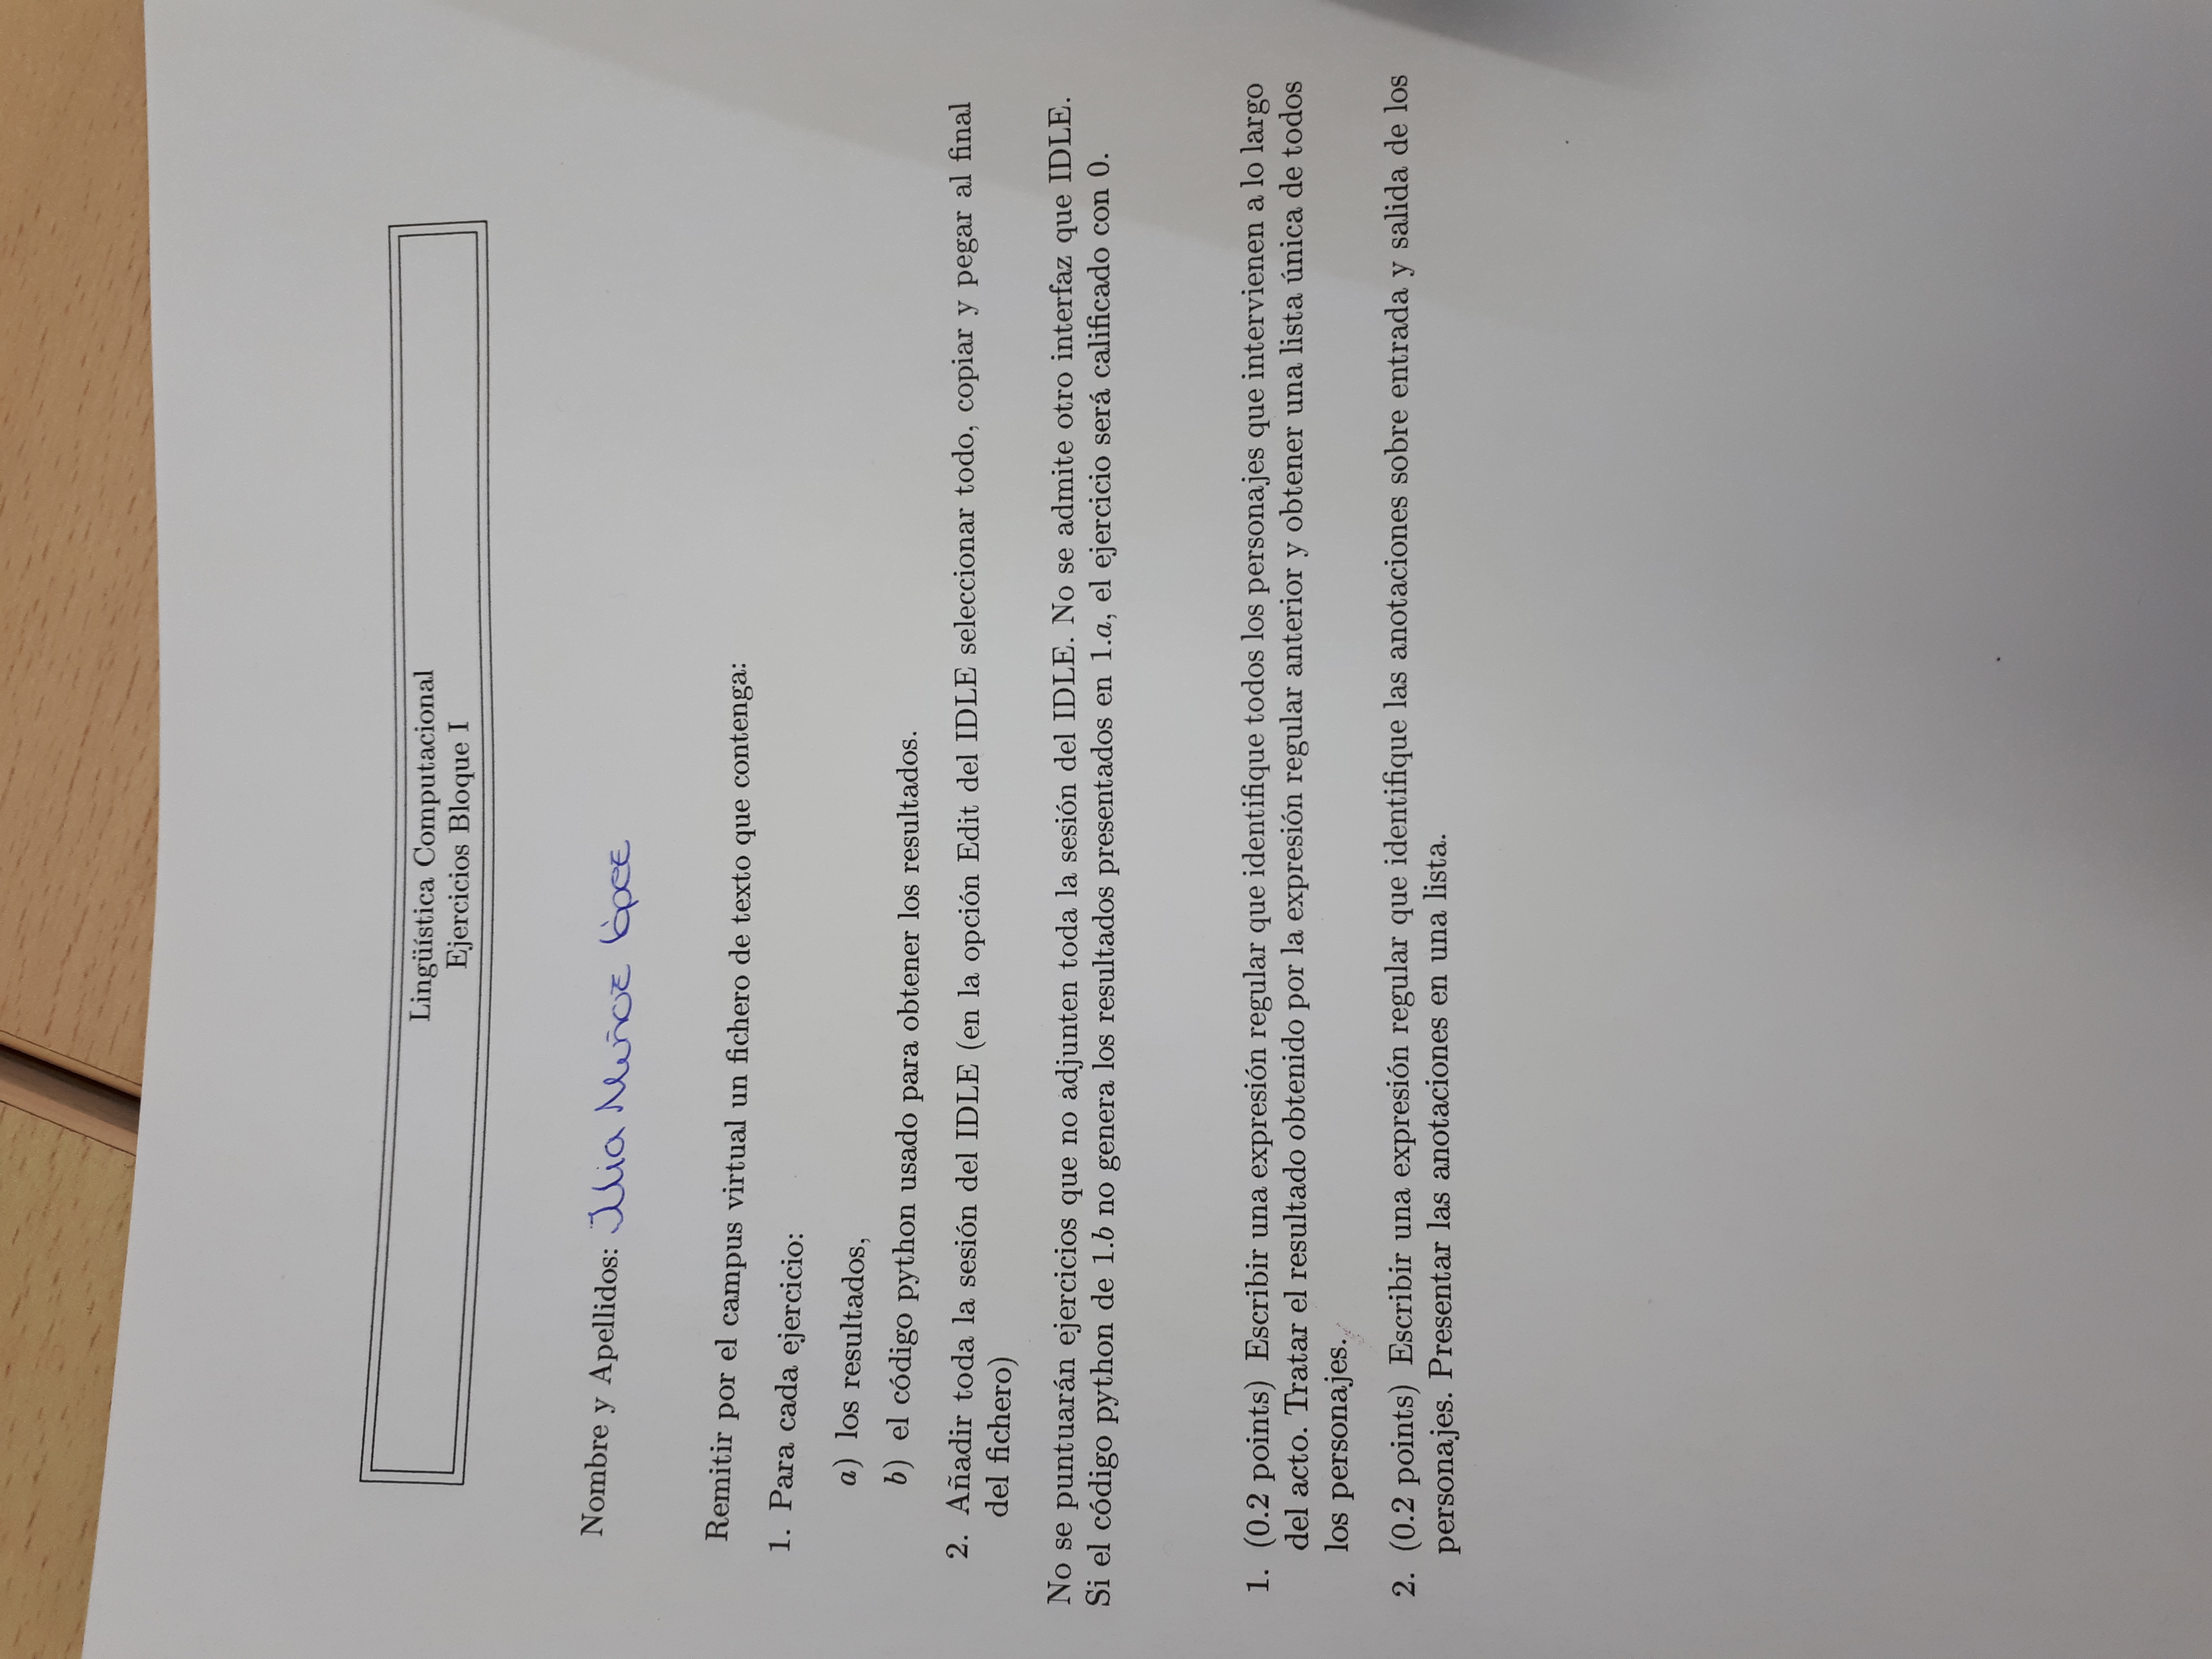 Lingüística Computacional
Ejercicios Bloque I
Nombre y Apellidos: Julia Muñoz López
Remitir por el campus virtual un fichero de texto que contenga:
1. Para cada ejercicio:
a) los resultados,
b) el código python usado para obtener los resultados.
2. Añadir toda la sesión del IDLE (en la opción Edit del IDLE seleccionar todo, copiar y pegar al final
del fichero)
No se puntuarán ejercicios que no adjunten toda la sesión del IDLE. No se admite otro interfaz que IDLE.
Si el código python de 1.b no genera los resultados presentados en 1.a, el ejercicio será calificado con 0.
1. (0.2 points) Escribir una expresión regular que identifique todos los personajes que intervienen a lo largo
del acto. Tratar el resultado obtenido por la expresión regular anterior y obtener una lista única de todos
los personajes.
2. (0.2 points) Escribir una expresión regular que identifique las anotaciones sobre entrada y salida de los
personajes. Presentar las anotaciones en una lista.